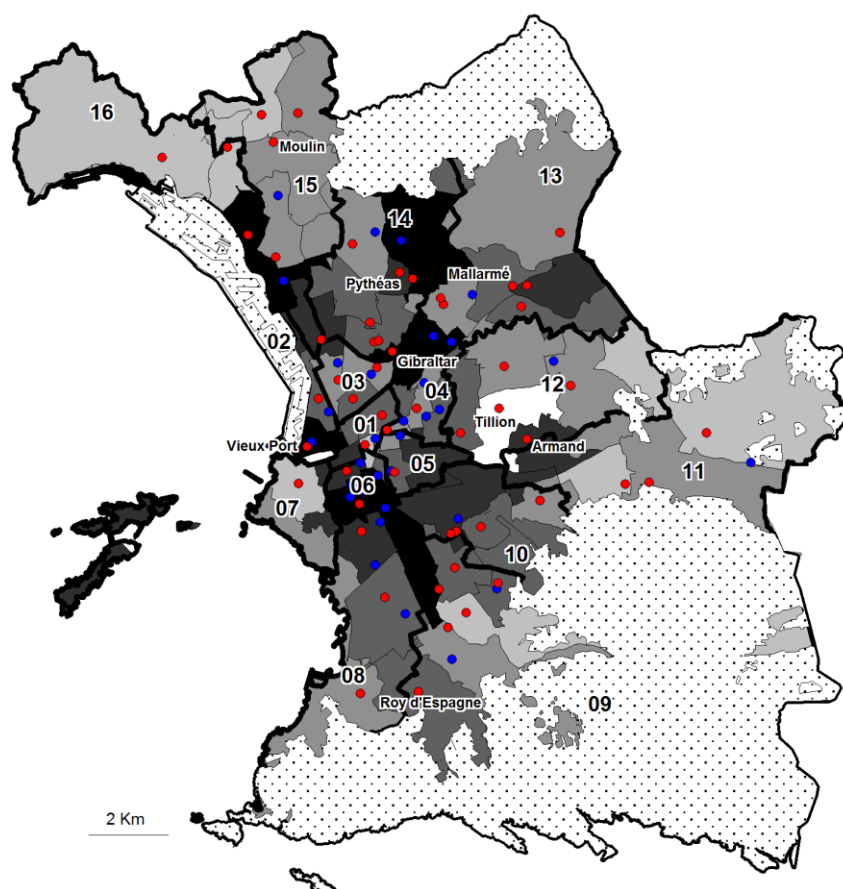 16
Moulin
15
13
14
Mallarmé
Pythéas
02
Gibraltar
03
04
12
01
Tillion
Vieux-Port
Armand
05
11
06
07
10
08
Roy d'Espagne
09
2 Km